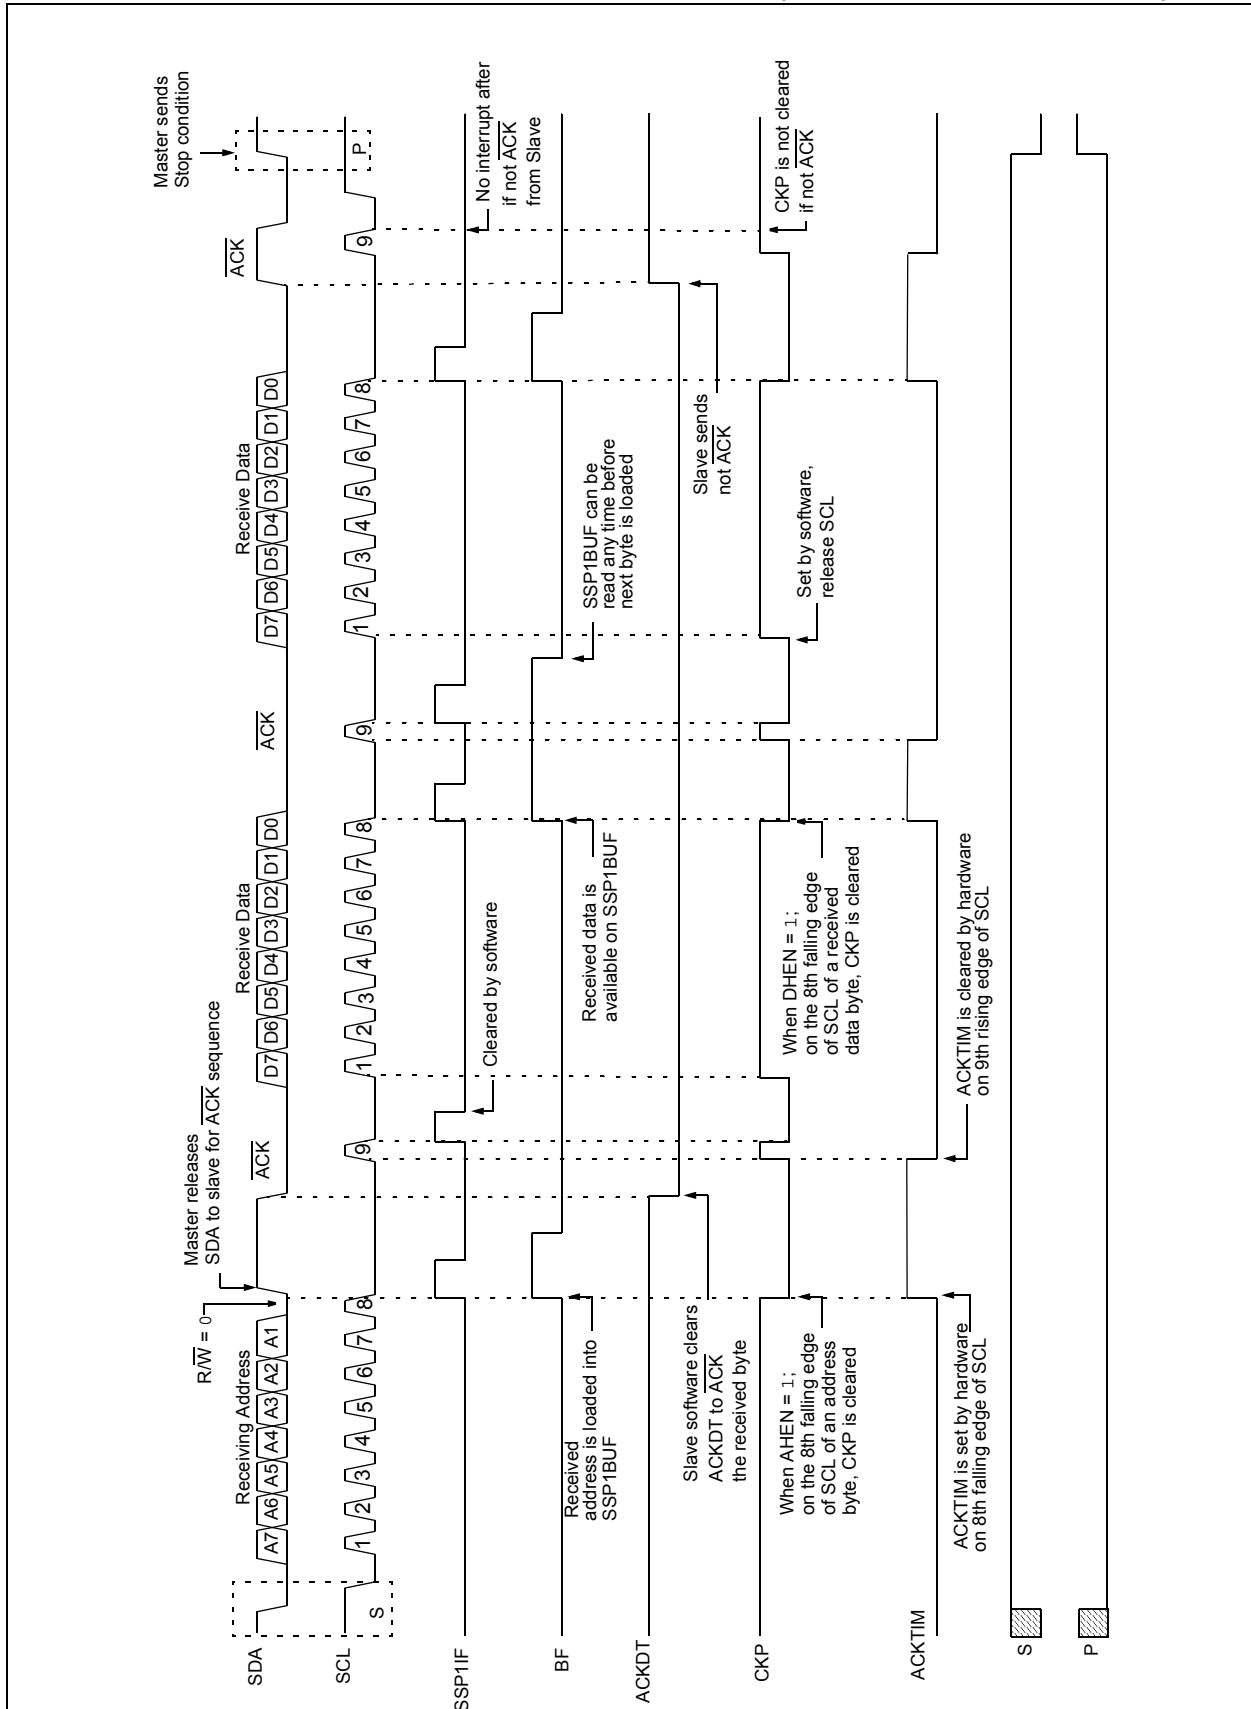 Master sends
Stop condition
Master releases
SDA to slave for ACK sequence
R/W = 0
Receiving Address
Receive Data
Receive Data
ACK
ACK
ACK
SDA
A7 A6 A5 A4 A3 A2 A1
D7 D6 D5 D4 D3 D2 D1 D0
D7 D6 D5 D4 D3 D2 D1 D0
SCL
S
1 2 3 4 5 6 7 8 9
1 2 3 4 5 6 7 8 9
1 2 3 4 5 6 7 8 9
P
SSP1IF
Cleared by software
No interrupt after
if not ACK
from Slave
BF
Received
address is loaded into
SSP1BUF
Received data is
available on SSP1BUF
SSP1BUF can be
read any time before
next byte is loaded
ACKDT
Slave software clears
ACKDT to ACK
the received byte
Slave sends
not ACK
CKP
When AHEN = 1;
on the 8th falling edge
of SCL of an address
byte, CKP is cleared
When DHEN = 1;
on the 8th falling edge
of SCL of a received
data byte, CKP is cleared
Set by software,
release SCL
CKP is not cleared
if not ACK
ACKTIM
ACKTIM is set by hardware
on 8th falling edge of SCL
ACKTIM is cleared by hardware
on 9th rising edge of SCL
S
P